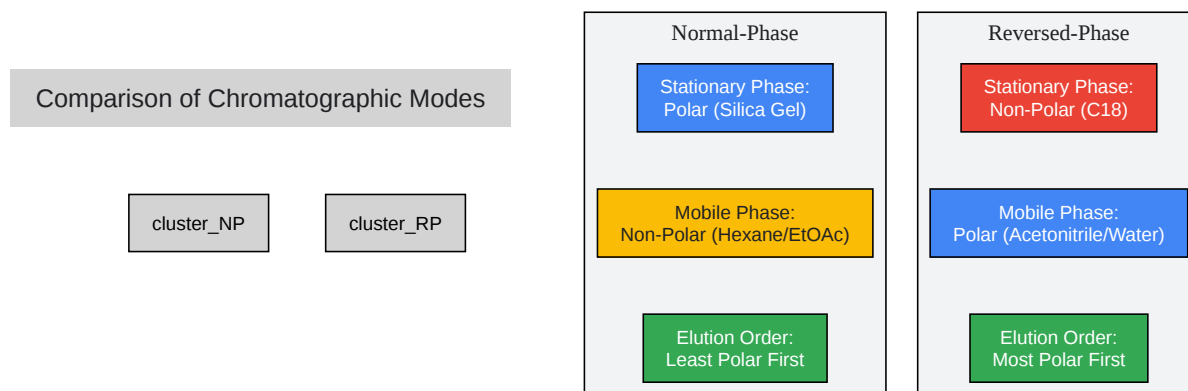 Comparison of Chromatographic Modes
cluster_NP
cluster_RP
Normal-Phase
Stationary Phase:
Polar (Silica Gel)
Mobile Phase:
Non-Polar (Hexane/EtOAc)
Elution Order:
Least Polar First
Reversed-Phase
Stationary Phase:
Non-Polar (C18)
Mobile Phase:
Polar (Acetonitrile/Water)
Elution Order:
Most Polar First